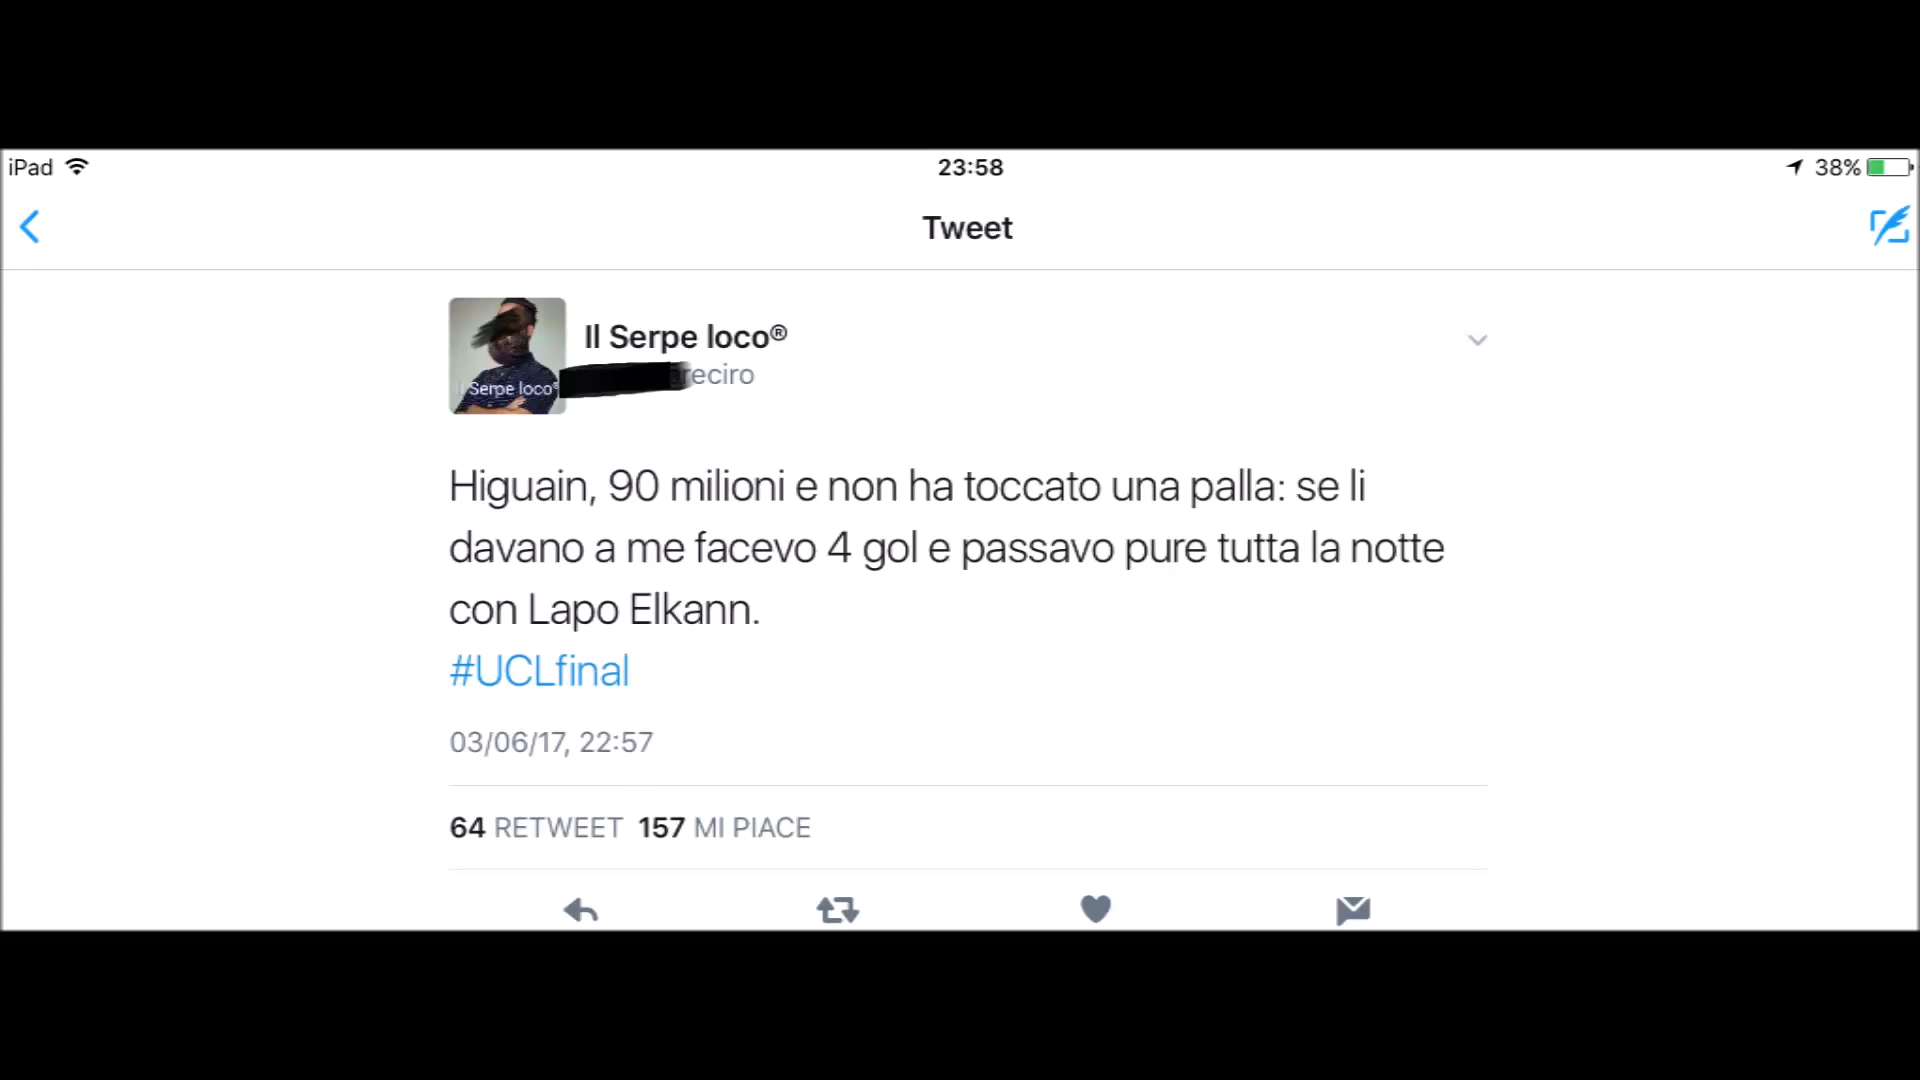 iPad 23:58 38%
Tweet
Il Serpe loco®
Il Serpe loco®
Higuain, 90 milioni e non ha toccato una palla: se li
davano a me facevo 4 gol e passavo pure tutta la notte
con Lapo Elkann.
#UCLfinal
03/06/17, 22:57
64 RETWEET 157 MI PIACE